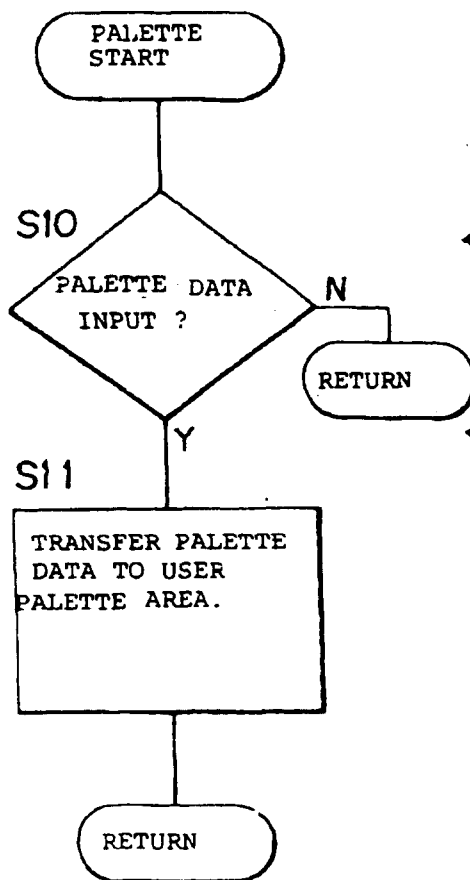 PALETTE
START
S10
PALETTE DATA
INPUT ?
N
RETURN
Y
S11
TRANSFER PALETTE
DATA TO USER
PALETTE AREA.
RETURN